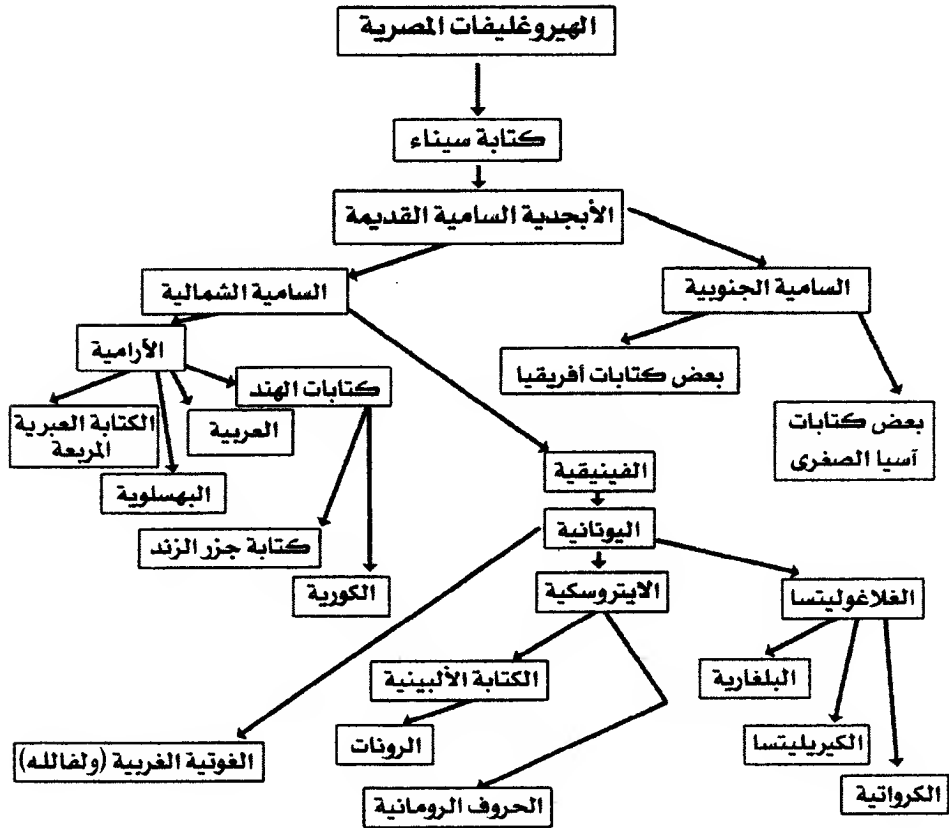 الهيروغليفات المصرية
كتابة سيناء
الأبجدية السامية القديمة
السامية الجنوبية
السامية الشمالية
بعض كتابات أفريقيا
الأرامية
كتابات الهند
بعض كتابات
آسيا الصغرى
العربية
الكتابة العبرية
المربعة
الفينيقية
البهسلوية
اليونانية
كتابة جزر الزند
الكورية
الايتروسكية
الغلاغوليتسا
الكتابة الألبينية
البلغارية
الرونات
الكيريليتسا
الغوتية الغربية (ولفالله)
الحروف الرومانية
الكرواتية